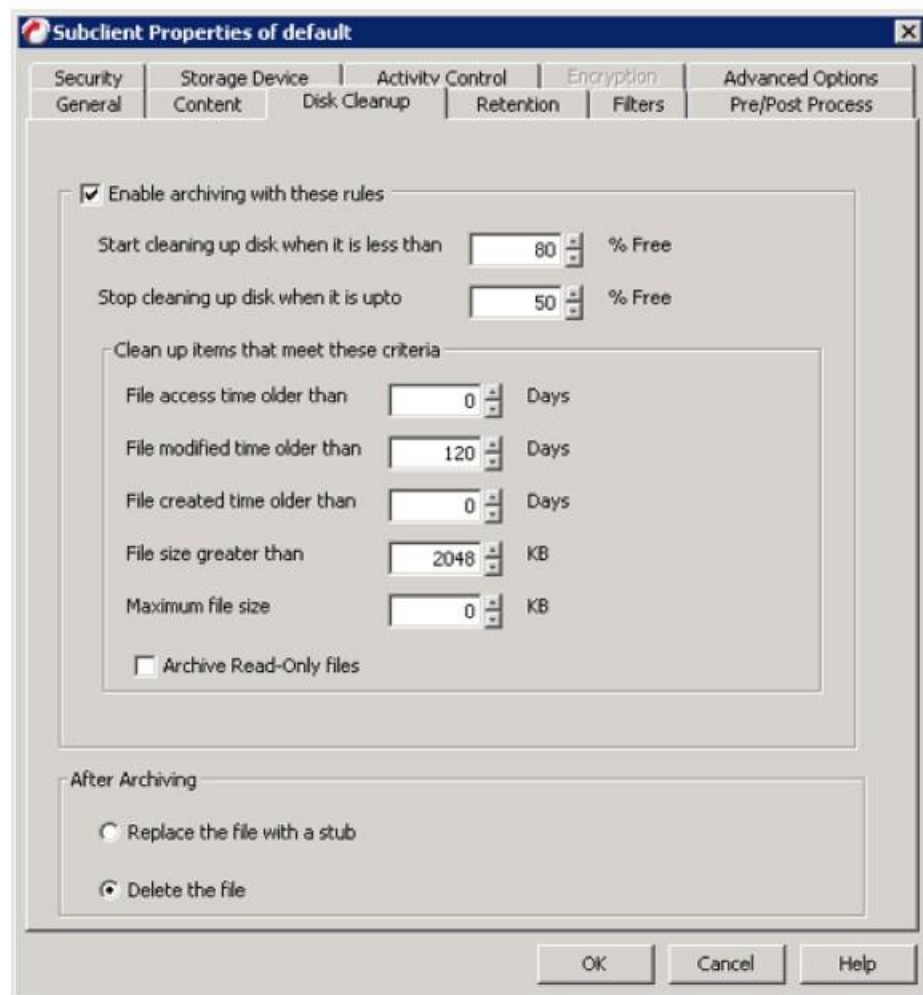 Subclient Properties of default
Security Storage Device Activity Control Encryption Advanced Options
General Content Disk Cleanup Retention Filters Pre/Post Process
Enable archiving with these rules
Start cleaning up disk when it is less than 80 % Free
Stop cleaning up disk when it is upto 50 % Free
Clean up items that meet these criteria
File access time older than 0 Days
File modified time older than 120 Days
File created time older than 0 Days
File size greater than 2048 KB
Maximum file size 0 KB
Archive Read-Only files
After Archiving
Replace the file with a stub
Delete the file
OK Cancel Help